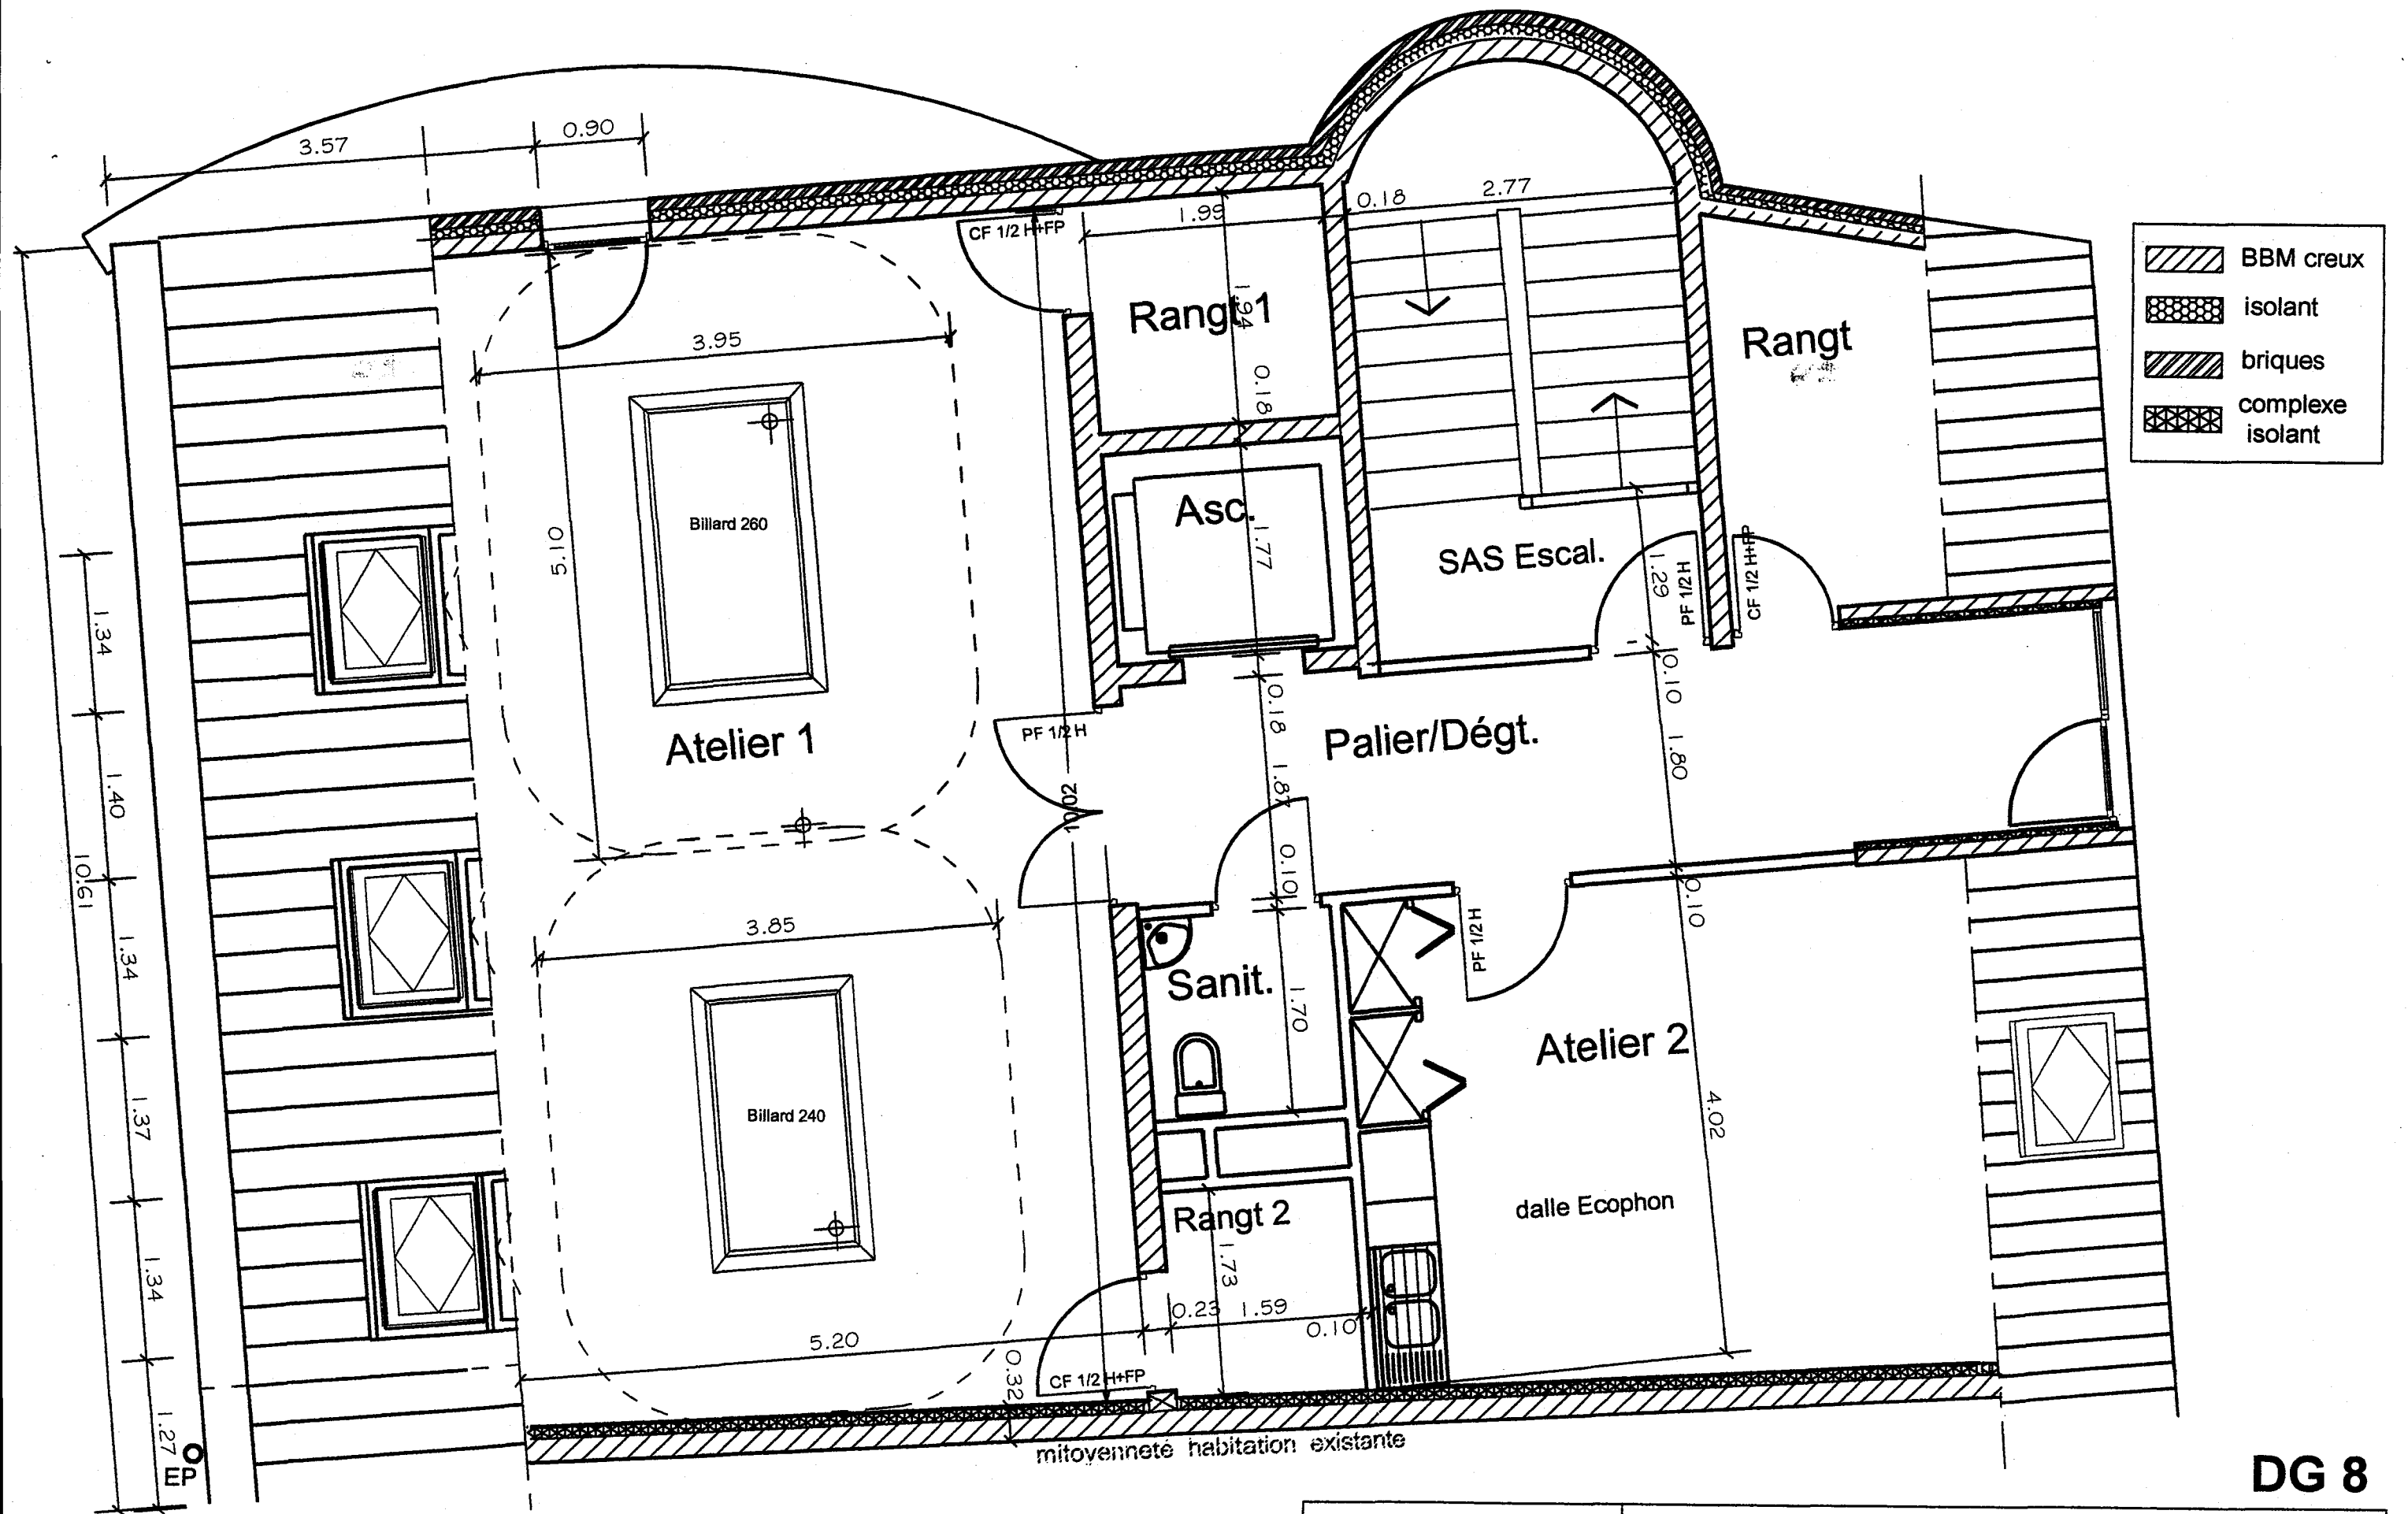 3.57
0.90
1.99
0.18
2.77
CF 1/2 H+FP
BBM creux
isolant
briques
complexe
isolant
Rangt 1
1.94
0.18
Rangt
3.95
Billard 260
5.10
Asc.
1.77
SAS Escal.
1.29
PF 1/2 H
CF 1/2 H+FP
1.34
1.40
10.61
1.34
1.37
1.34
1.27
EP
Atelier 1
PF 1/2 H
10.02
0.18
1.87
0.10
Palier/Dégt.
0.10
1.80
0.10
3.85
Sanit.
1.70
PF 1/2 H
Atelier 2
4.02
Billard 240
Rangt 2
1.73
dalle Ecophon
0.23
1.59
0.10
5.20
0.32
CF 1/2 H+FP
mitoyenneté habitation existante
DG 8